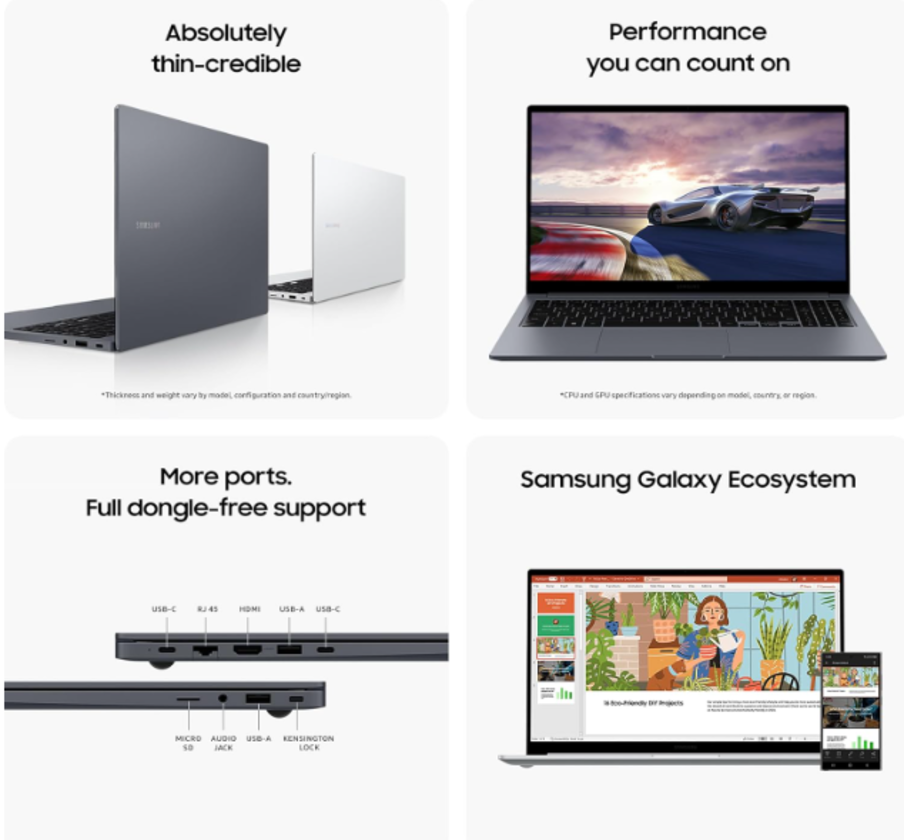 Absolutely
thin-credible
SAMSUNG
*Thickness and weight vary by model, configuration and country/region.
Performance
you can count on
*CPU and GPU specifications vary depending on model, country, or region.
More ports.
Full dongle-free support
USB-C RJ 45 HDMI USB-A USB-C
MICRO SD AUDIO JACK USB-A KENSINGTON LOCK
Samsung Galaxy Ecosystem
16 Eco-Friendly DIY Projects